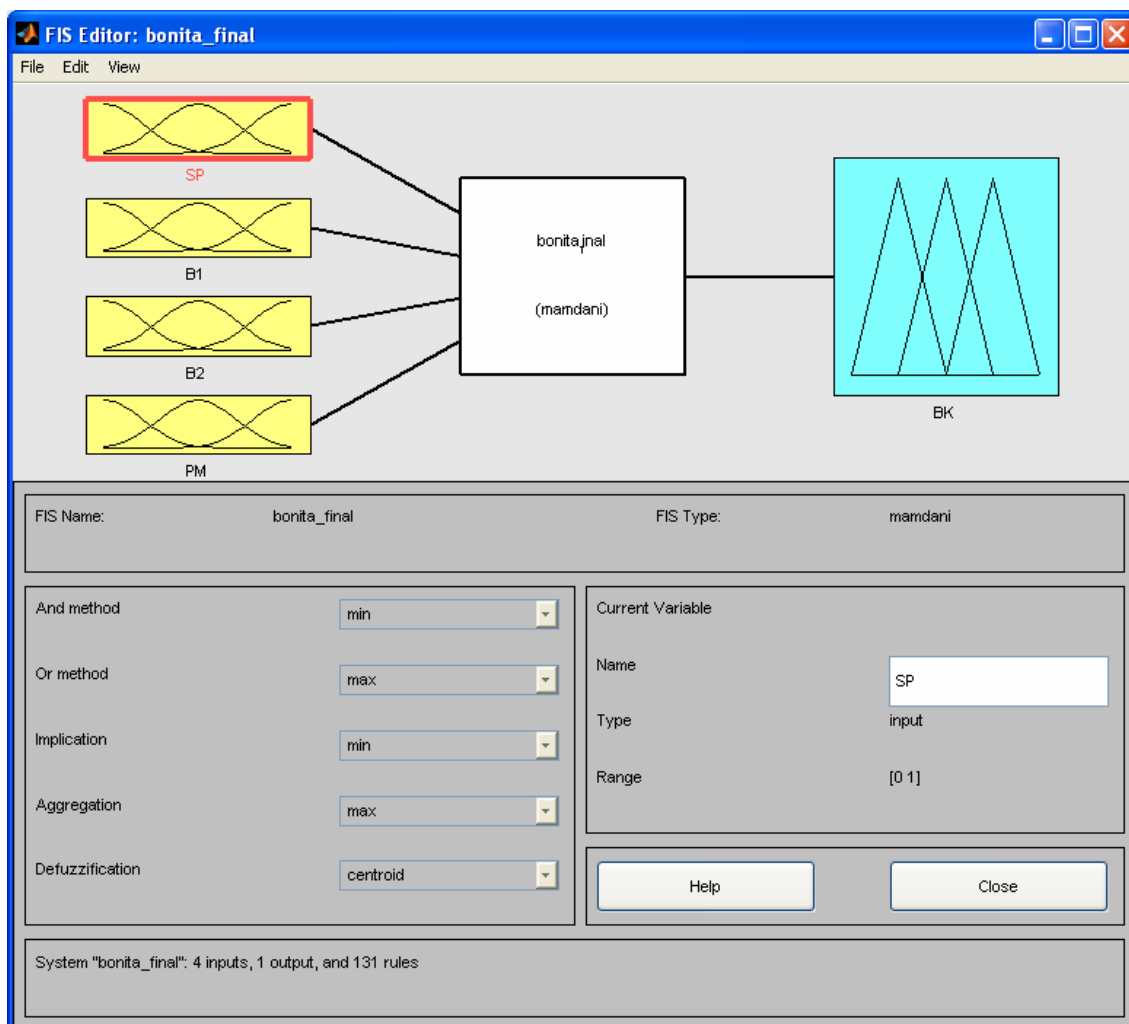 FIS Editor: bonita_final
File Edit View
SP
B1
B2
PM
bonitafinal
(mamdani)
BK
FIS Name: bonita_final FIS Type: mamdani
And method min
Or method max
Implication min
Aggregation max
Defuzzification centroid
Current Variable
Name SP
Type input
Range [0 1]
Help Close
System "bonita_final": 4 inputs, 1 output, and 131 rules